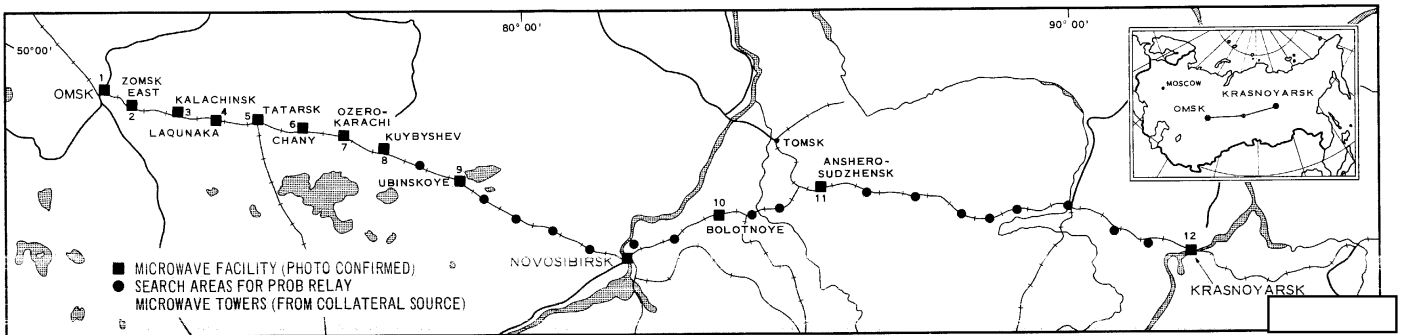 80° 00'
90° 00'
50°00'
MOSCOW
OMSK
KRASNOYARSK
1
OMSK
ZOMSK
EAST
2
KALACHINSK
3
4
LAQUNAKA
5
TATARSK
6
CHANY
OZERO-
KARACHI
7
KUYBYSHEV
8
9
UBINSKOYE
NOVOSIBIRSK
10
BOLOTNOYE
TOMSK
ANSHERO-
SUDZHENSK
11
12
KRASNOYARSK
MICROWAVE FACILITY (PHOTO CONFIRMED)
SEARCH AREAS FOR PROB RELAY
MICROWAVE TOWERS (FROM COLLATERAL SOURCE)